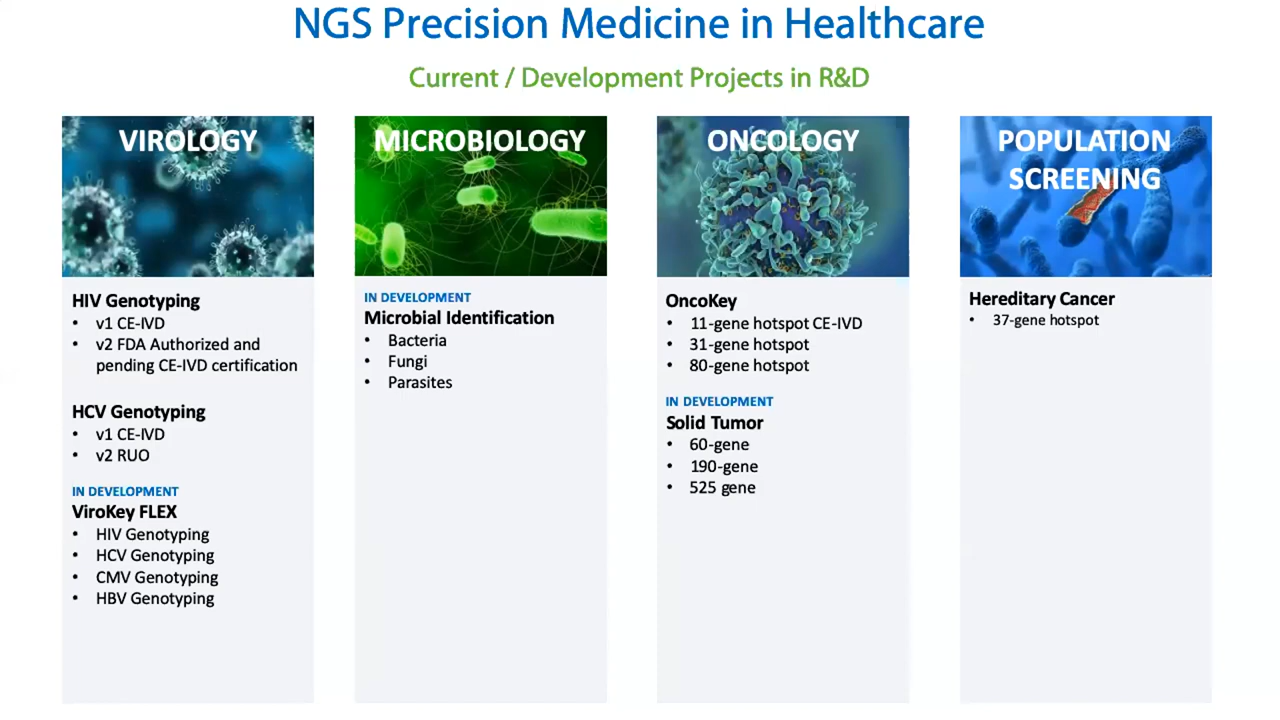 NGS Precision Medicine in Healthcare
Current / Development Projects in R&D
VIROLOGY
HIV Genotyping
• v1 CE-IVD
• v2 FDA Authorized and
pending CE-IVD certification
HCV Genotyping
• v1 CE-IVD
• v2 RUO
IN DEVELOPMENT
ViroKey FLEX
• HIV Genotyping
• HCV Genotyping
• CMV Genotyping
• HBV Genotyping
MICROBIOLOGY
IN DEVELOPMENT
Microbial Identification
• Bacteria
• Fungi
• Parasites
ONCOLOGY
OncoKey
• 11-gene hotspot CE-IVD
• 31-gene hotspot
• 80-gene hotspot
IN DEVELOPMENT
Solid Tumor
• 60-gene
• 190-gene
• 525 gene
POPULATION
SCREENING
Hereditary Cancer
• 37-gene hotspot